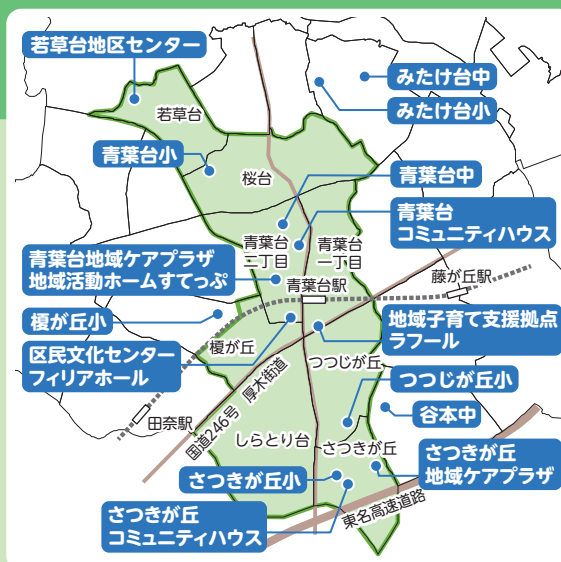 若草台地区センター
みたけ台中
みたけ台小
若草台
青葉台小
桜台
青葉台中
青葉台
コミュニティハウス
青葉台
二丁目
青葉台
一丁目
青葉台地域ケアプラザ
地域活動ホームすてっぷ
青葉台駅
藤が丘駅
榎が丘小
榎が丘
地域子育て支援拠点
ラフール
区民文化センター
フィリアホール
つつじが丘
つつじが丘小
谷本中
田奈駅
国道246号 厚木街道
しらとり台
さつきが丘
さつきが丘
地域ケアプラザ
さつきが丘小
さつきが丘
コミュニティハウス
東名高速道路